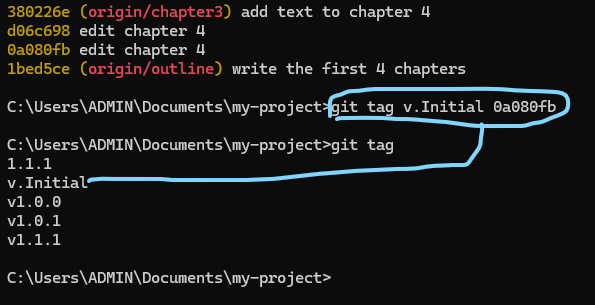 380226e (origin/chapter3) add text to chapter 4
d06c698 edit chapter 4
0a080fb edit chapter 4
1bed5ce (origin/outline) write the first 4 chapters
C:\Users\ADMIN\Documents\my-project>git tag v.Initial 0a080fb
C:\Users\ADMIN\Documents\my-project>git tag
1.1.1
v.Initial
v1.0.0
v1.0.1
v1.1.1
C:\Users\ADMIN\Documents\my-project>